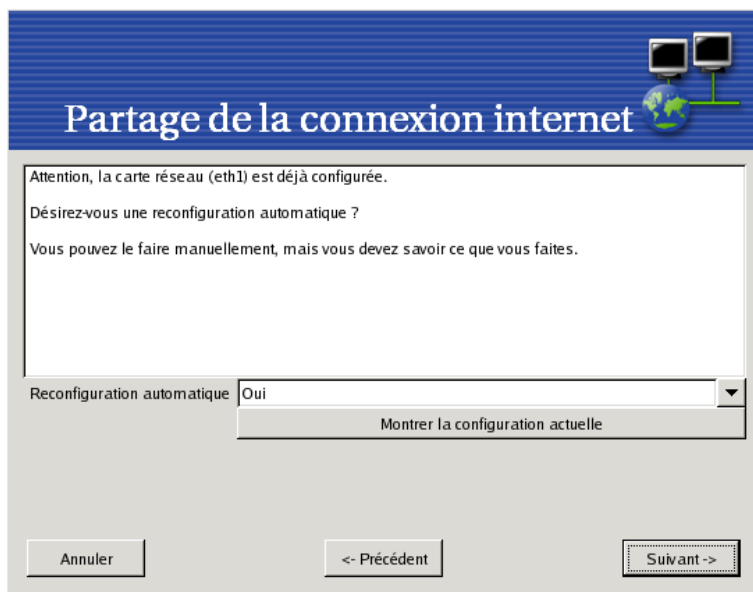 Partage de la connexion internet
Attention, la carte réseau (eth1) est déjà configurée.
Désirez-vous une reconfiguration automatique ?
Vous pouvez le faire manuellement, mais vous devez savoir ce que vous faites.
Reconfiguration automatique Oui
Montrer la configuration actuelle
Annuler <- Précédent Suivant ->